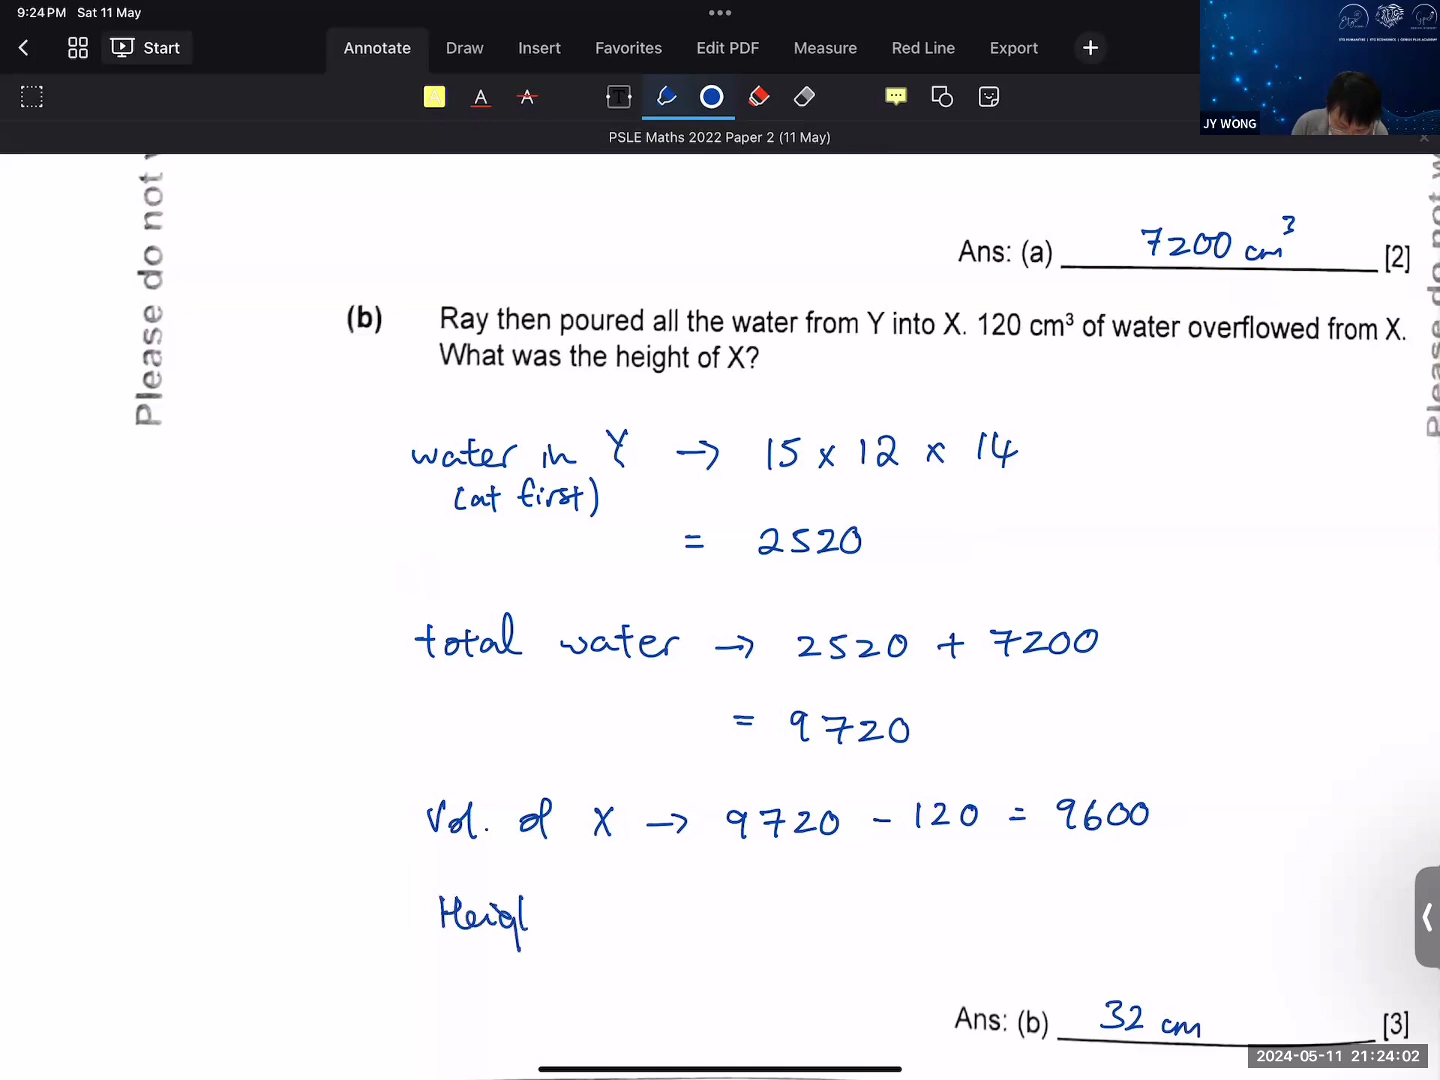 9:24 PM Sat 11 May
Start
Annotate Draw Insert Favorites Edit PDF Measure Red Line Export
JY WONG
PSLE Maths 2022 Paper 2 (11 May)
Please do not
Please do not w
Ans: (a) 7200 cm³ [2]
(b) Ray then poured all the water from Y into X. 120 cm³ of water overflowed from X.
What was the height of X?
water in Y → 15 × 12 × 14
(at first)
= 2520
total water → 2520 + 7200
= 9720
Vol. of X → 9720 - 120 = 9600
Heigl
Ans: (b) 32 cm [3]
2024-05-11 21:24:02